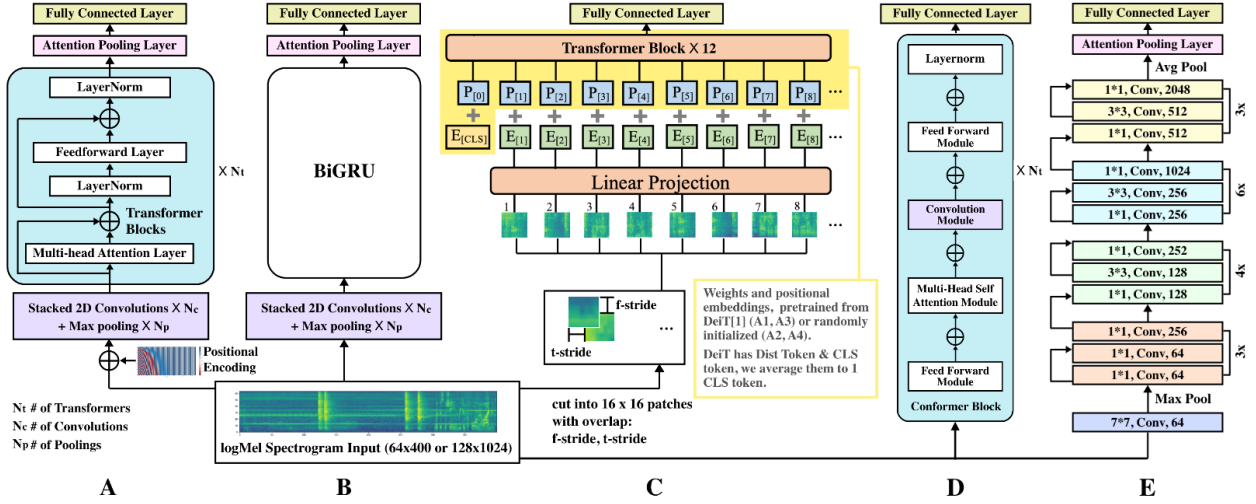 Fully Connected Layer
Attention Pooling Layer
LayerNorm
Feedforward Layer
LayerNorm
Transformer
Blocks
Multi-head Attention Layer
× Nt
Stacked 2D Convolutions × Nc
+ Max pooling × Np
Positional
Encoding
Nt # of Transformers
Nc # of Convolutions
Np # of Poolings
A
Fully Connected Layer
Attention Pooling Layer
BiGRU
Stacked 2D Convolutions × Nc
+ Max pooling × Np
logMel Spectrogram Input (64x400 or 128x1024)
B
Fully Connected Layer
Transformer Block × 12
P[0] P[1] P[2] P[3] P[4] P[5] P[6] P[7] P[8] ...
+ + + + + + + + +
E[CLS] E[1] E[2] E[3] E[4] E[5] E[6] E[7] E[8] ...
Linear Projection
1 2 3 4 5 6 7 8
...
f-stride
...
t-stride
cut into 16 x 16 patches
with overlap:
f-stride, t-stride
Weights and positional
embeddings, pretrained from
DeiT[1] (A1, A3) or randomly
initialized (A2, A4).
DeiT has Dist Token & CLS
token, we average them to 1
CLS token.
C
Fully Connected Layer
Layernorm
Feed Forward
Module
Convolution
Module
Multi-Head Self
Attention Module
Feed Forward
Module
Conformer Block
× Nt
D
Fully Connected Layer
Attention Pooling Layer
Avg Pool
1*1, Conv, 2048
3*3, Conv, 512
1*1, Conv, 512
3x
1*1, Conv, 1024
3*3, Conv, 256
1*1, Conv, 256
6x
1*1, Conv, 252
3*3, Conv, 128
1*1, Conv, 128
4x
1*1, Conv, 256
1*1, Conv, 64
1*1, Conv, 64
3x
Max Pool
7*7, Conv, 64
E